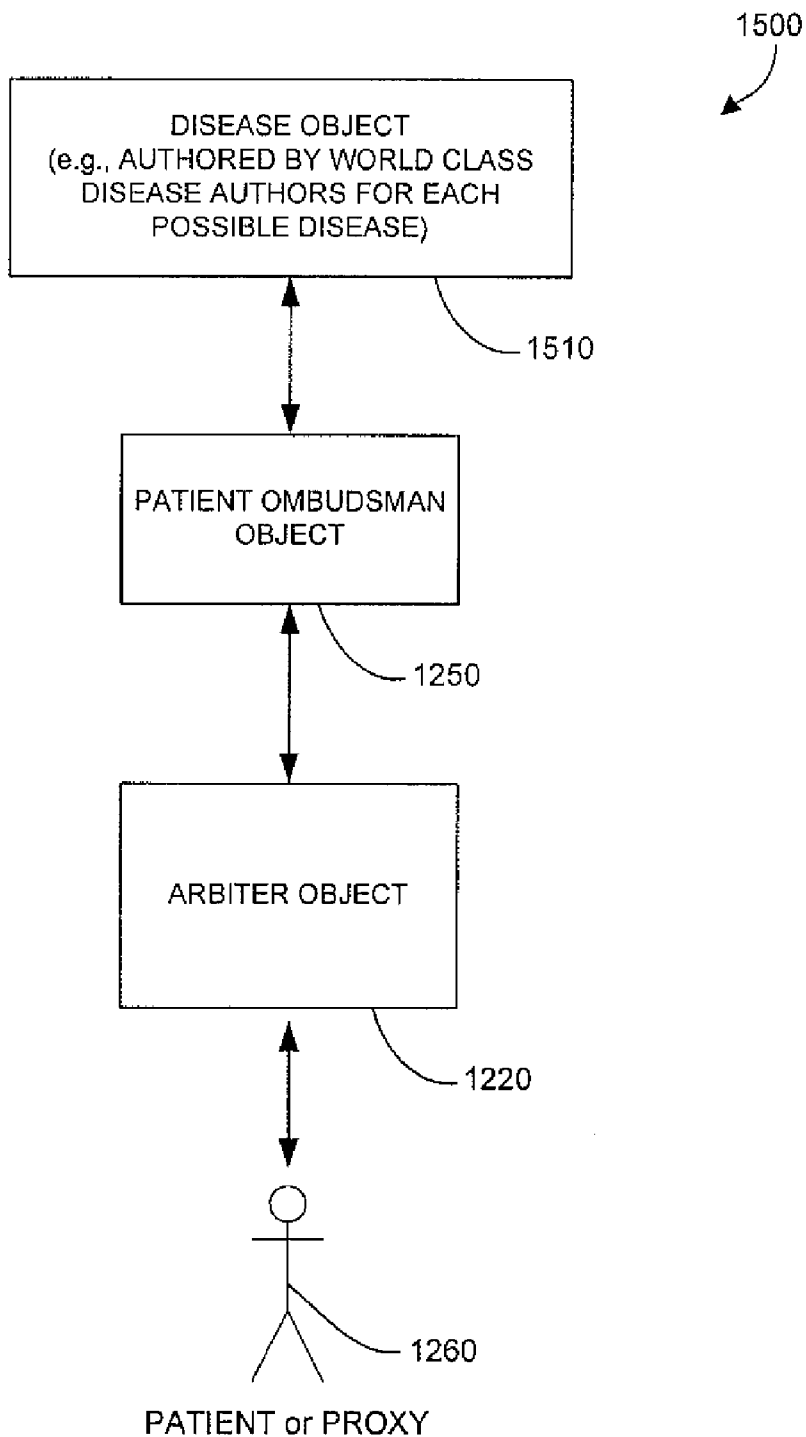 1500
DISEASE OBJECT
(e.g., AUTHORED BY WORLD CLASS
DISEASE AUTHORS FOR EACH
POSSIBLE DISEASE)
1510
PATIENT OMBUDSMAN
OBJECT
1250
ARBITER OBJECT
1220
1260
PATIENT or PROXY